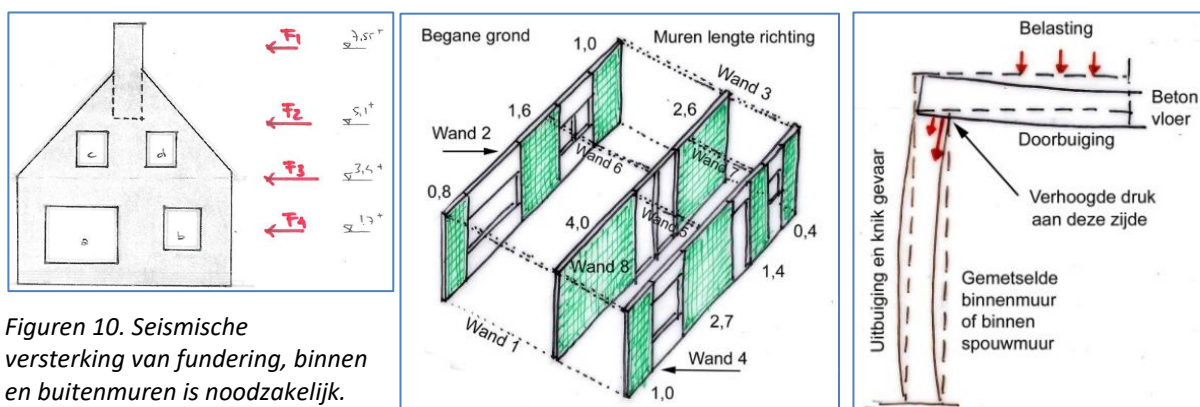 F1
7,50+
F2
5,1+
F3
3,4+
F4
1,7+
c
d
a
b
Figuren 10. Seismische
versterking van fundering, binnen
en buitenmuren is noodzakelijk.
Begane grond
Muren lengte richting
1,0
Wand 3
1,6
2,6
Wand 2
Wand 6
Wand 7
0,8
4,0
Wand 5
0,4
Wand 8
1,4
2,7
Wand 1
Wand 4
1,0
Belasting
Beton
vloer
Doorbuiging
Verhoogde druk
aan deze zijde
Uitbuiging en knik gevaar
Gemetselde
binnenmuur
of binnen
spouwmuur